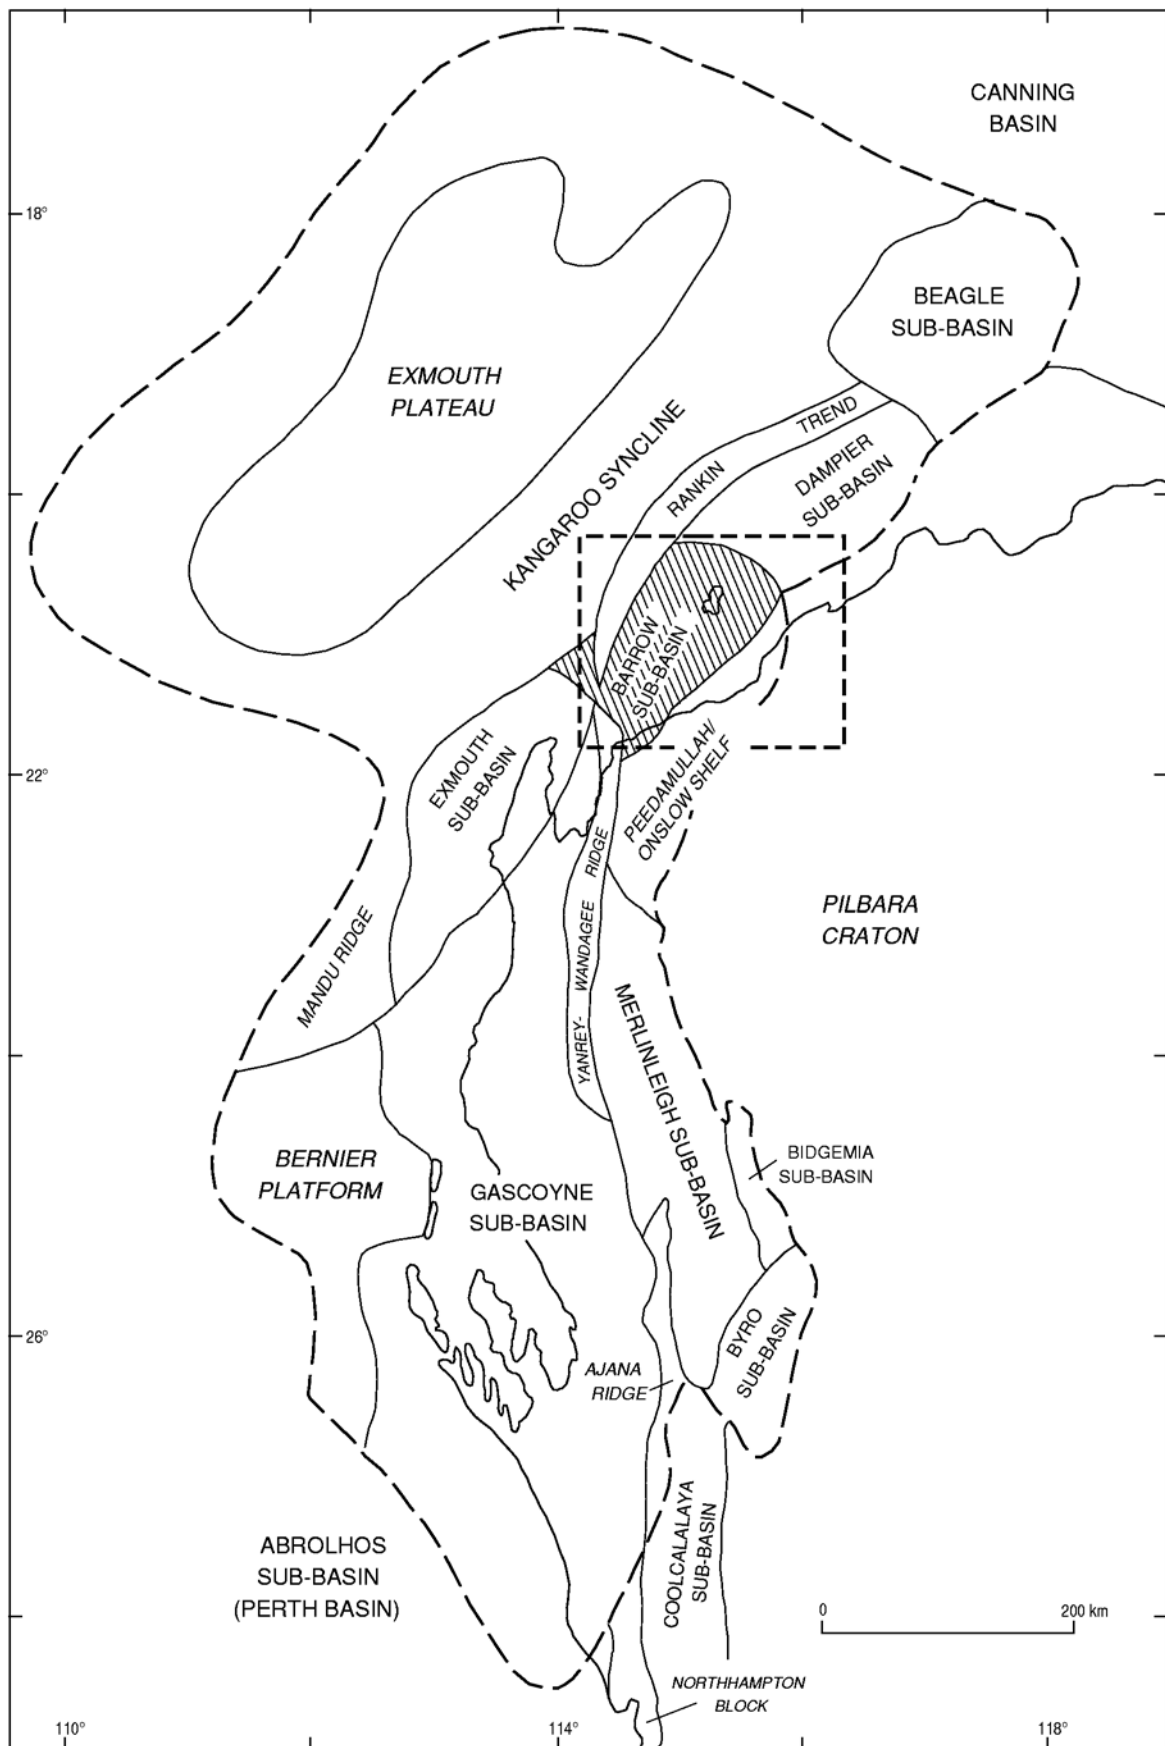 CANNING
BASIN
18°
BEAGLE
SUB-BASIN
EXMOUTH
PLATEAU
KANGAROO SYNCLINE
RANKIN
TREND
DAMPIER
SUB-BASIN
BARROW
SUB-BASIN
EXMOUTH
SUB-BASIN
22°
PEEDAMULLAH/
ONSLOW SHELF
YANREY-
WANDAGEE
RIDGE
PILBARA
CRATON
MANDU RIDGE
MERLINLEIGH SUB-BASIN
BIDGEMIA
SUB-BASIN
BERNIER
PLATFORM
GASCOYNE
SUB-BASIN
26°
BYRO
SUB-BASIN
AJANA
RIDGE
COOLCALALAYA
SUB-BASIN
ABROLHOS
SUB-BASIN
(PERTH BASIN)
0
200 km
NORTHHAMPTON
BLOCK
110°
114°
118°